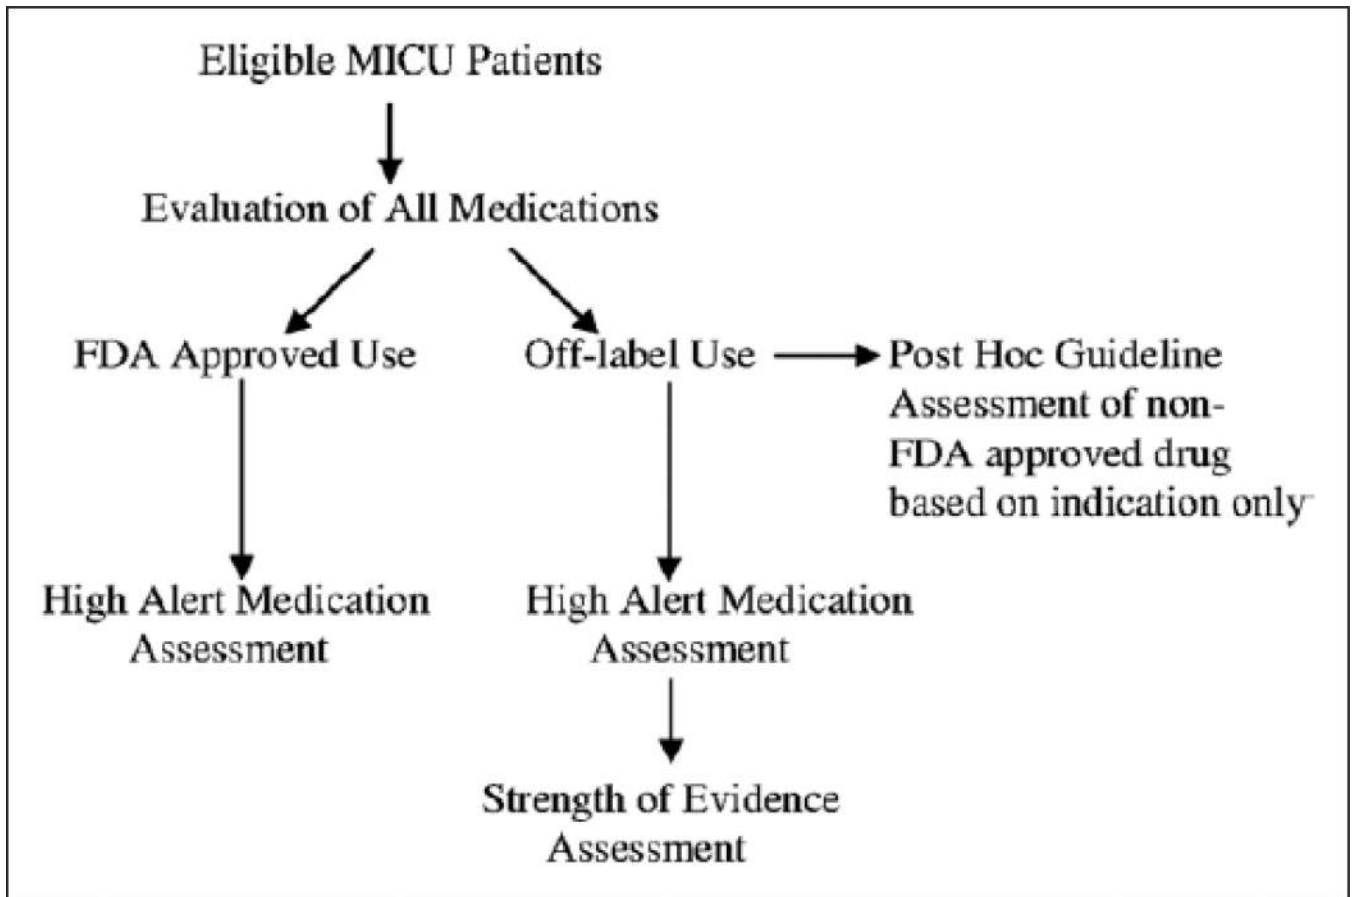 Eligible MICU Patients
Evaluation of All Medications
FDA Approved Use
Off-label Use
Post Hoc Guideline
Assessment of non-
FDA approved drug
based on indication only
High Alert Medication
Assessment
High Alert Medication
Assessment
Strength of Evidence
Assessment